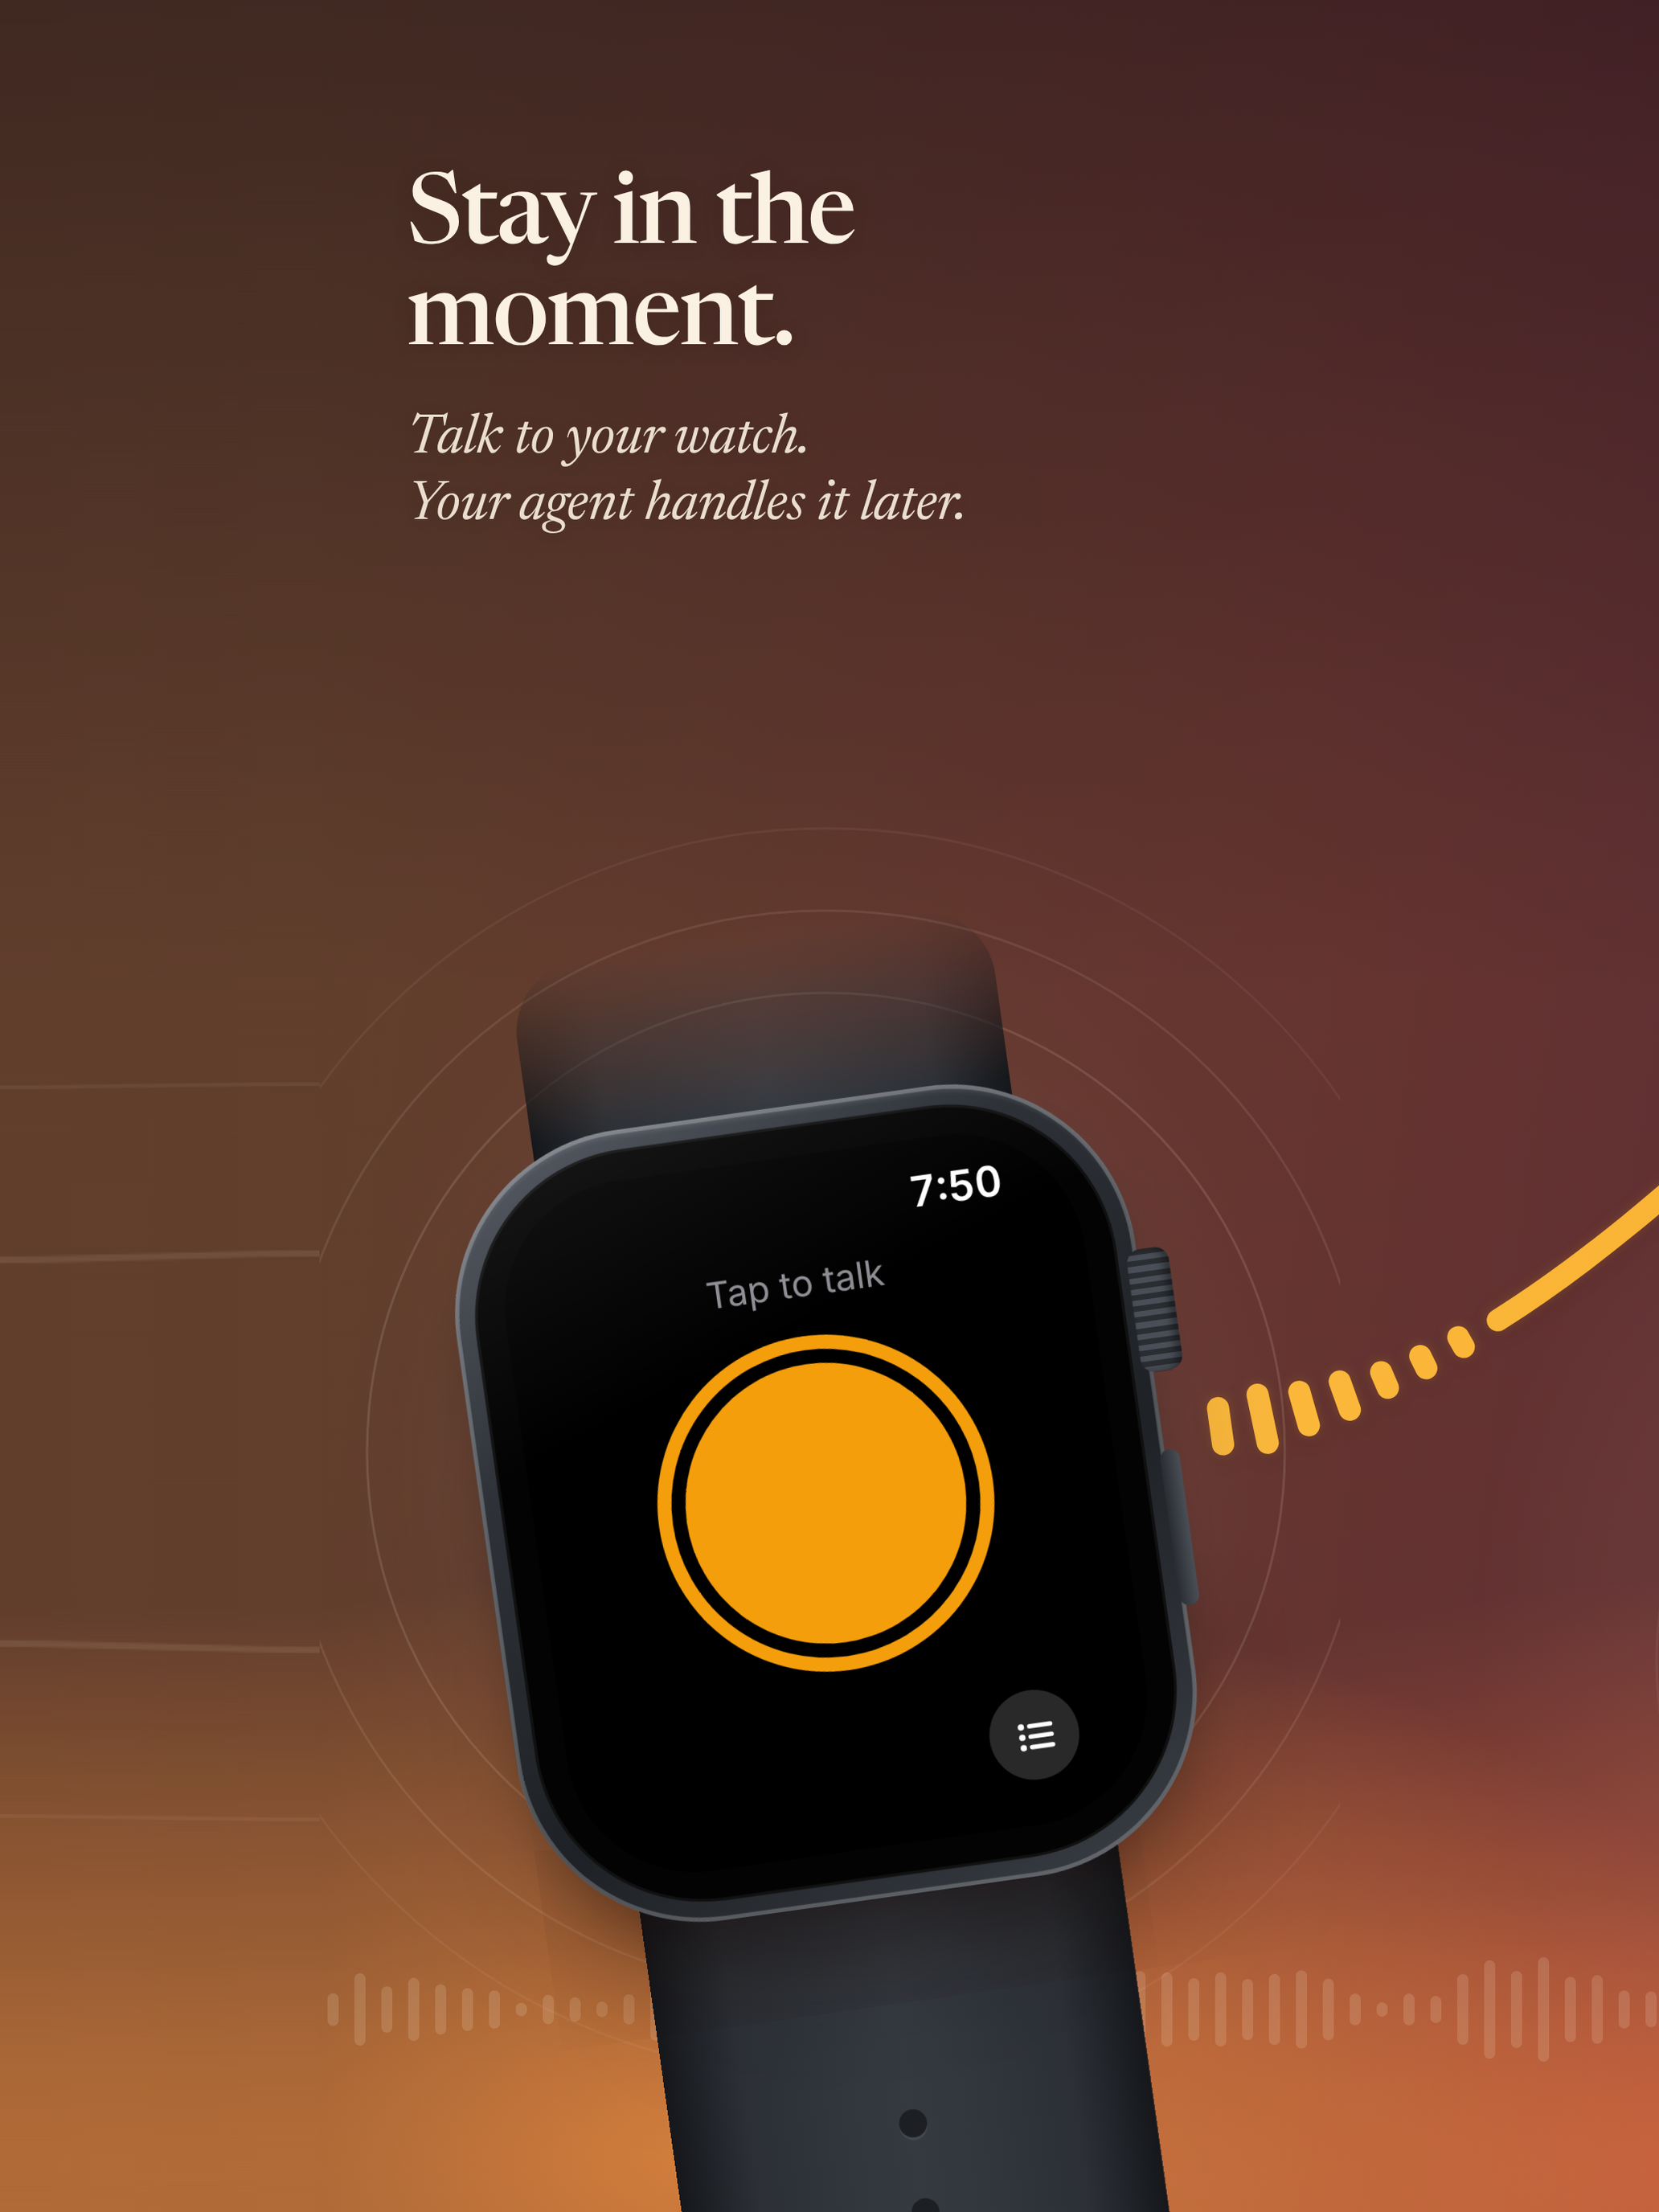 Stay in the
moment.
Talk to your watch.
Your agent handles it later.
7:50
Tap to talk